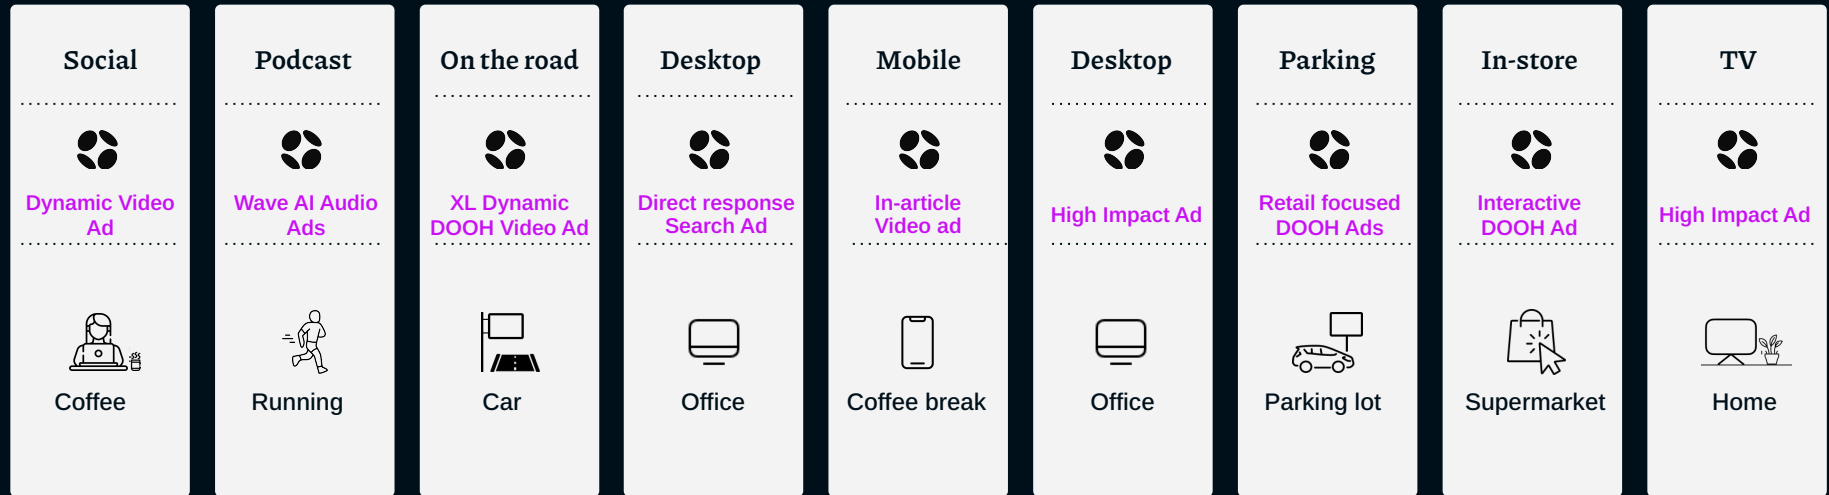 Social
Dynamic Video
Ad
Coffee
Podcast
Wave AI Audio
Ads
Running
On the road
XL Dynamic
DOOH Video Ad
Car
Desktop
Direct response
Search Ad
Office
Mobile
In-article
Video ad
Coffee break
Desktop
High Impact Ad
Office
Parking
Retail focused
DOOH Ads
Parking lot
In-store
Interactive
DOOH Ad
Supermarket
TV
High Impact Ad
Home